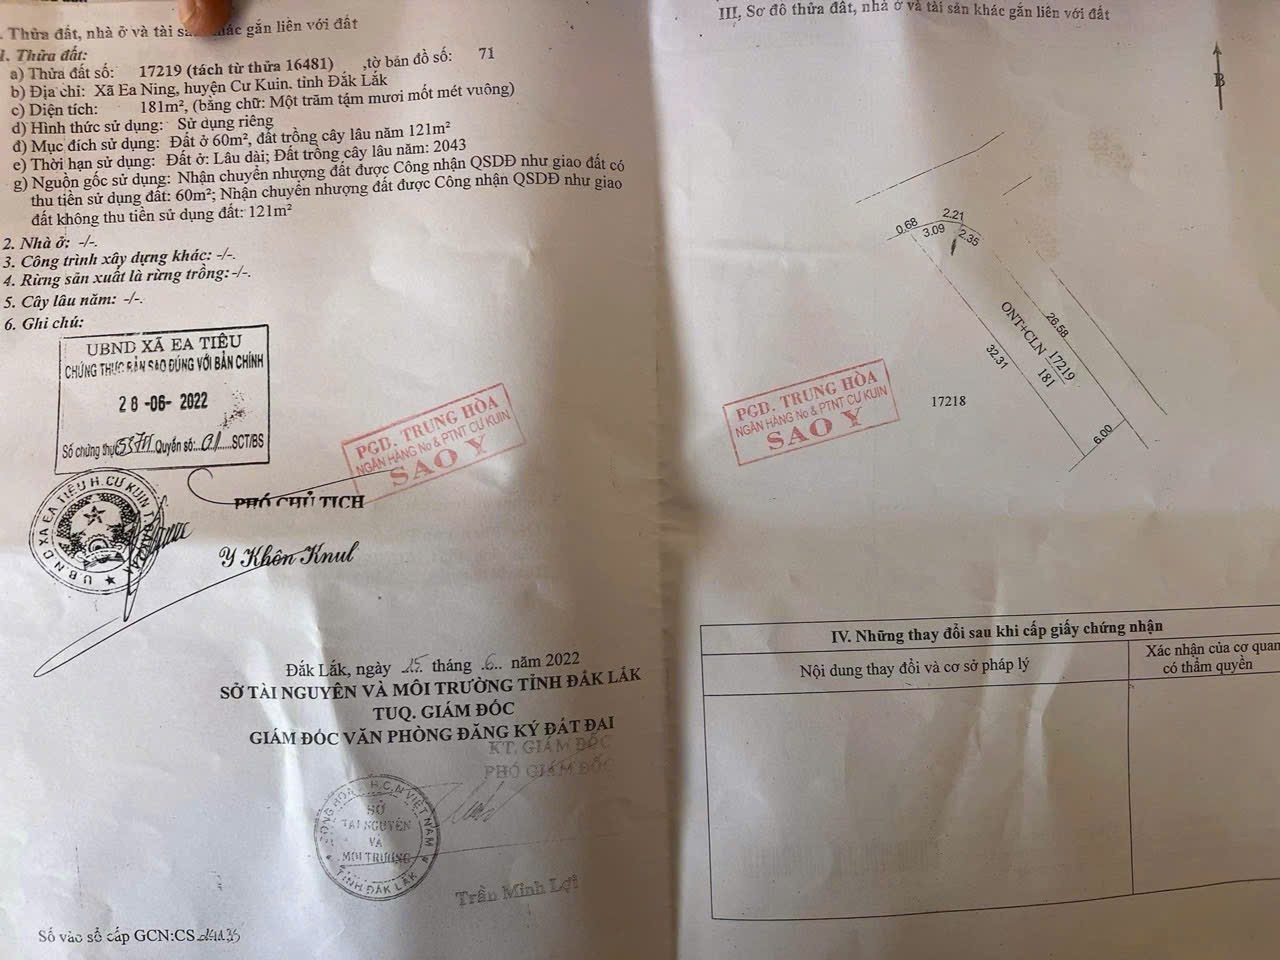 . Thửa đất, nhà ở và tài sản khác gắn liền với đất
1. Thửa đất:
a) Thửa đất số: 17219 (tách từ thửa 16481) ,tờ bản đồ số: 71
b) Địa chỉ: Xã Ea Ning, huyện Cư Kuin, tỉnh Đắk Lắk
c) Diện tích: 181m², (bằng chữ: Một trăm tám mươi mốt mét vuông)
d) Hình thức sử dụng: Sử dụng riêng
đ) Mục đích sử dụng: Đất ở 60m², đất trồng cây lâu năm 121m²
e) Thời hạn sử dụng: Đất ở: Lâu dài; Đất trồng cây lâu năm: 2043
g) Nguồn gốc sử dụng: Nhận chuyển nhượng đất được Công nhận QSDĐ như giao đất có
thu tiền sử dụng đất: 60m²; Nhận chuyển nhượng đất được Công nhận QSDĐ như giao
đất không thu tiền sử dụng đất: 121m²
2. Nhà ở: -/-.
3. Công trình xây dựng khác: -/-.
4. Rừng sản xuất là rừng trồng:-/-.
5. Cây lâu năm: -/-.
6. Ghi chú:
UBND XÃ EA TIÊU
CHỨNG THỰC BẢN SAO ĐÚNG VỚI BẢN CHÍNH
28-06-2022
Số chứng thực Quyển số: 01 SCT/BS
PGD. TRUNG HÒA
NGÂN HÀNG No & PTNT CƯ KUIN
SAO Y
PHÓ CHỦ TỊCH
U.B.N.D XÃ EA TIÊU H. CƯ KUIN T. ĐẮK LẮK
Y Khôn Knul
Đắk Lắk, ngày 15 tháng 6 năm 2022
SỞ TÀI NGUYÊN VÀ MÔI TRƯỜNG TỈNH ĐẮK LẮK
TUQ. GIÁM ĐỐC
GIÁM ĐỐC VĂN PHÒNG ĐĂNG KÝ ĐẤT ĐAI
KT. GIÁM ĐỐC
PHÓ GIÁM ĐỐC
CỘNG HÒA H.C.N VIỆT NAM
SỞ
TÀI NGUYÊN
VÀ
MÔI TRƯỜNG
TỈNH ĐẮK LẮK
Trần Minh Lợi
Số vào sổ cấp GCN:CS
III. Sơ đồ thửa đất, nhà ở và tài sản khác gắn liền với đất
B
0.68
3.09
2.21
2.35
26.58
ONT+CLN
17219
181
32.31
6.00
17218
PGD. TRUNG HÒA
NGÂN HÀNG No & PTNT CƯ KUIN
SAO Y
IV. Những thay đổi sau khi cấp giấy chứng nhận
Nội dung thay đổi và cơ sở pháp lý
Xác nhận của cơ quan
có thẩm quyền